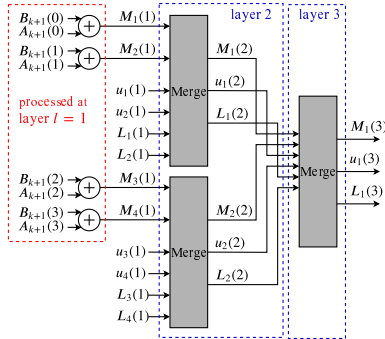 layer 2
layer 3
B_{k+1}(0)
A_{k+1}(0)
+
M_1(1)
B_{k+1}(1)
A_{k+1}(1)
+
M_2(1)
u_1(1)
u_2(1)
L_1(1)
L_2(1)
Merge
M_1(2)
u_1(2)
L_1(2)
processed at
layer l = 1
B_{k+1}(2)
A_{k+1}(2)
+
M_3(1)
B_{k+1}(3)
A_{k+1}(3)
+
M_4(1)
u_3(1)
u_4(1)
L_3(1)
L_4(1)
Merge
M_2(2)
u_2(2)
L_2(2)
Merge
M_1(3)
u_1(3)
L_1(3)